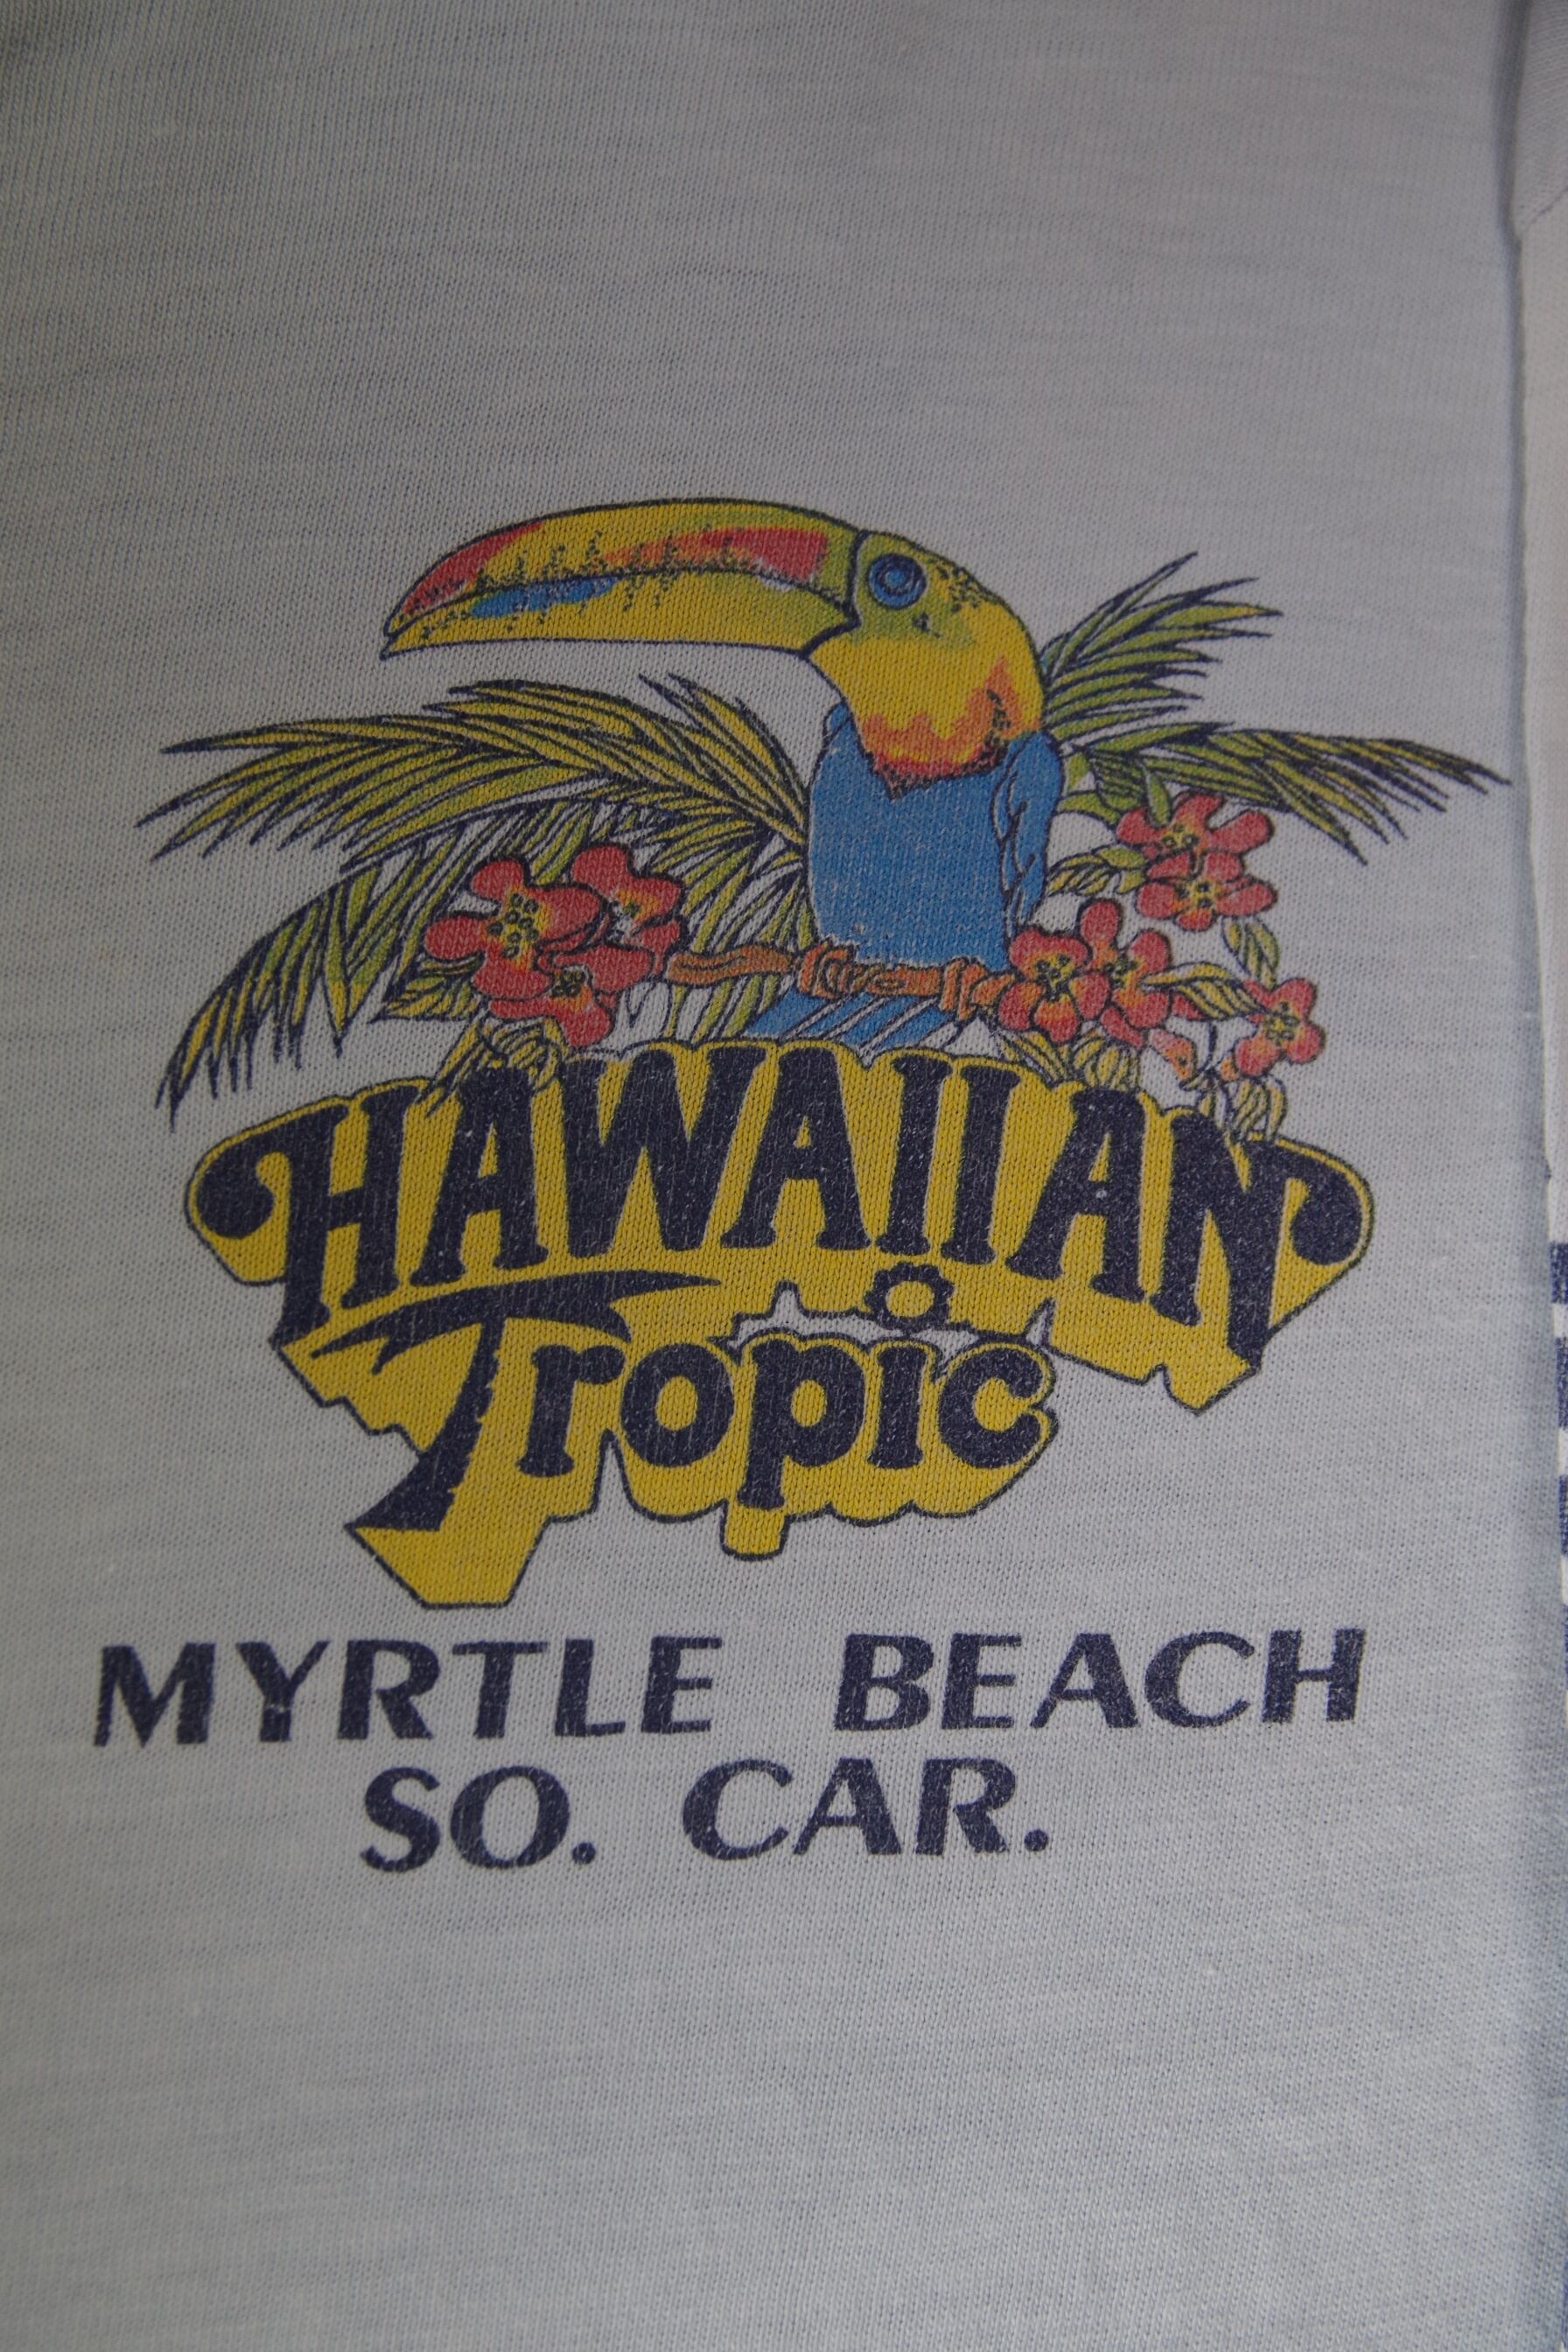 HAWAIIAN
Tropic
MYRTLE BEACH
SO. CAR.